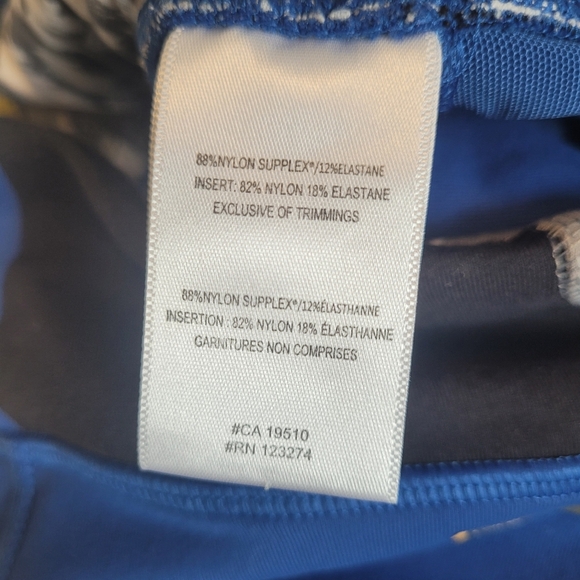 88%NYLON SUPPLEX®/12%ELASTANE
INSERT: 82% NYLON 18% ELASTANE
EXCLUSIVE OF TRIMMINGS
88%NYLON SUPPLEX®/12%ÉLASTHANNE
INSERTION : 82% NYLON 18% ÉLASTHANNE
GARNITURES NON COMPRISES
#CA 19510
#RN 123274